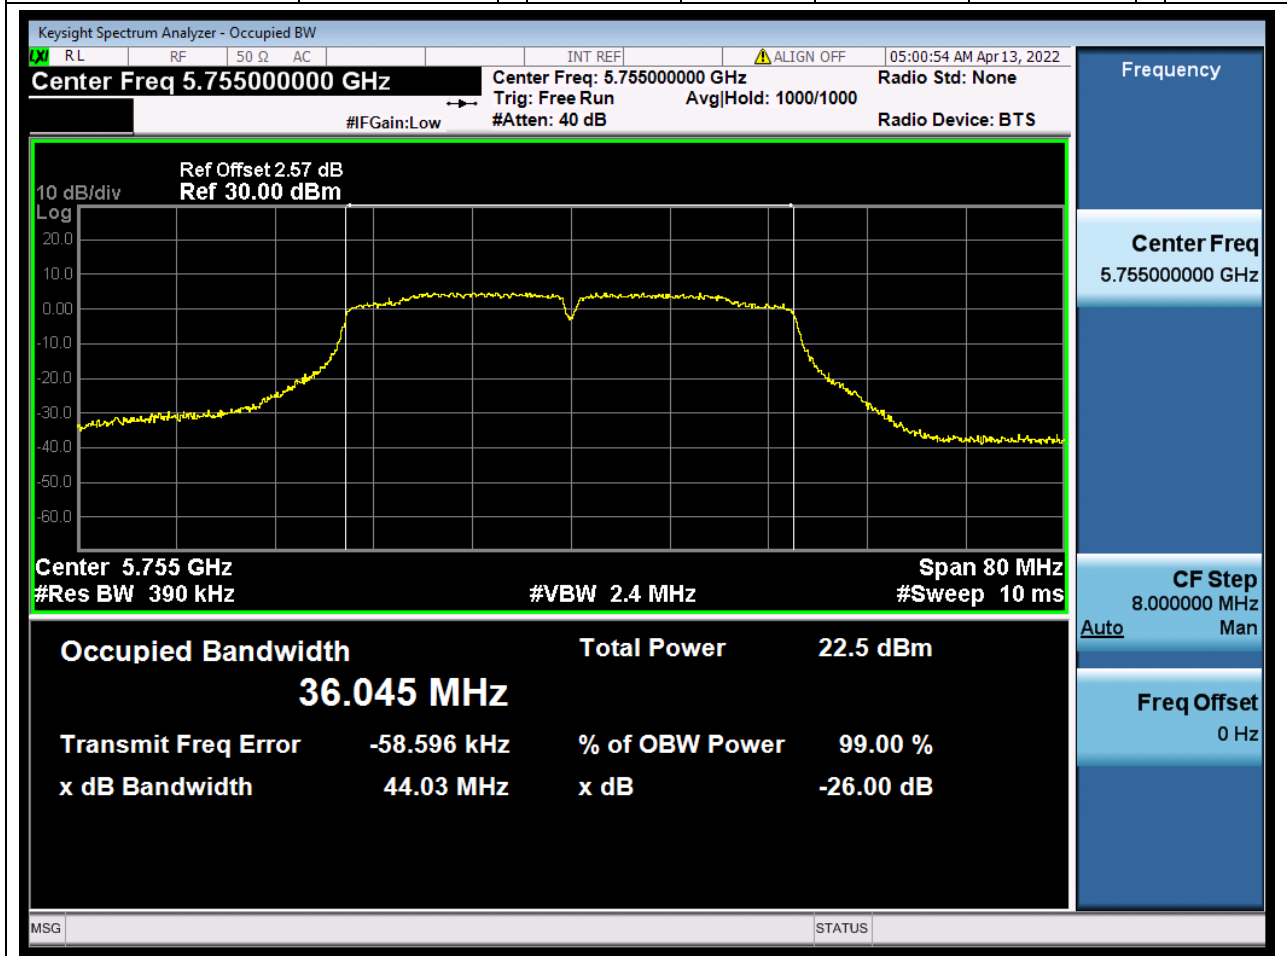 Keysight Spectrum Analyzer - Occupied BW
LXI RL RF 50 Ω AC INT REF ALIGN OFF 05:00:54 AM Apr 13, 2022
Center Freq 5.755000000 GHz
Center Freq: 5.755000000 GHz
Radio Std: None
Trig: Free Run Avg|Hold: 1000/1000
#IFGain:Low
#Atten: 40 dB
Radio Device: BTS
Ref Offset 2.57 dB
10 dB/div Ref 30.00 dBm
Log
20.0
10.0
0.00
-10.0
-20.0
-30.0
-40.0
-50.0
-60.0
Center 5.755 GHz Span 80 MHz
#Res BW 390 kHz #VBW 2.4 MHz #Sweep 10 ms
Occupied Bandwidth Total Power 22.5 dBm
36.045 MHz
Transmit Freq Error -58.596 kHz % of OBW Power 99.00 %
x dB Bandwidth 44.03 MHz x dB -26.00 dB
MSG STATUS
Frequency
Center Freq
5.755000000 GHz
CF Step
8.000000 MHz
Auto Man
Freq Offset
0 Hz